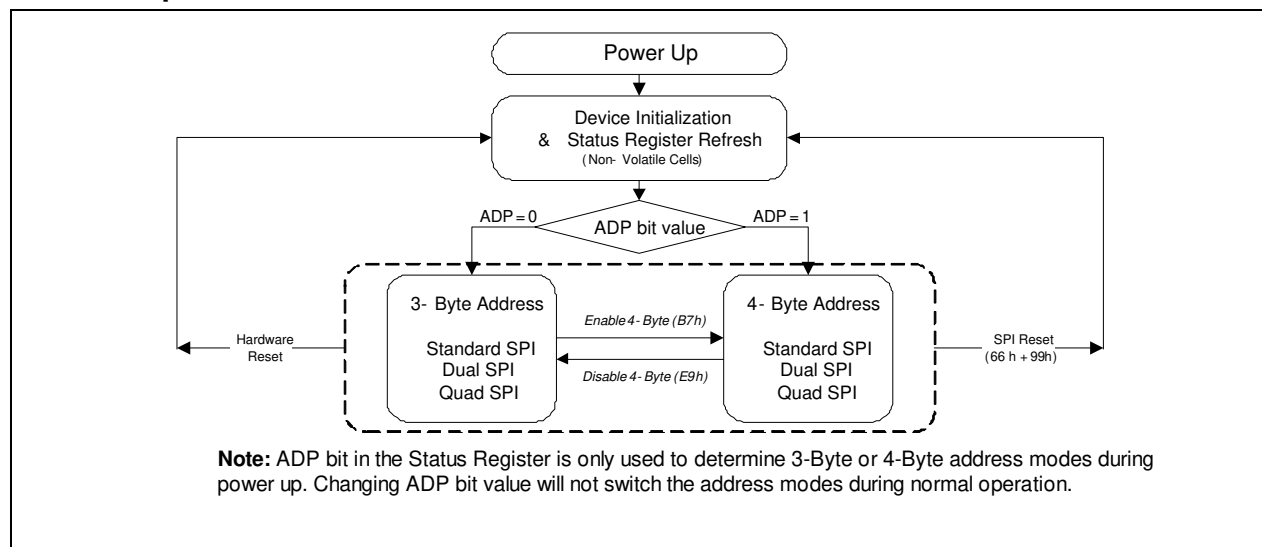 Power Up
Device Initialization
& Status Register Refresh
(Non- Volatile Cells)
ADP = 0
ADP bit value
ADP = 1
3- Byte Address
Standard SPI
Dual SPI
Quad SPI
Enable 4- Byte (B7h)
Disable 4- Byte (E9h)
4- Byte Address
Standard SPI
Dual SPI
Quad SPI
Hardware
Reset
SPI Reset
(66 h + 99h)
Note: ADP bit in the Status Register is only used to determine 3-Byte or 4-Byte address modes during
power up. Changing ADP bit value will not switch the address modes during normal operation.